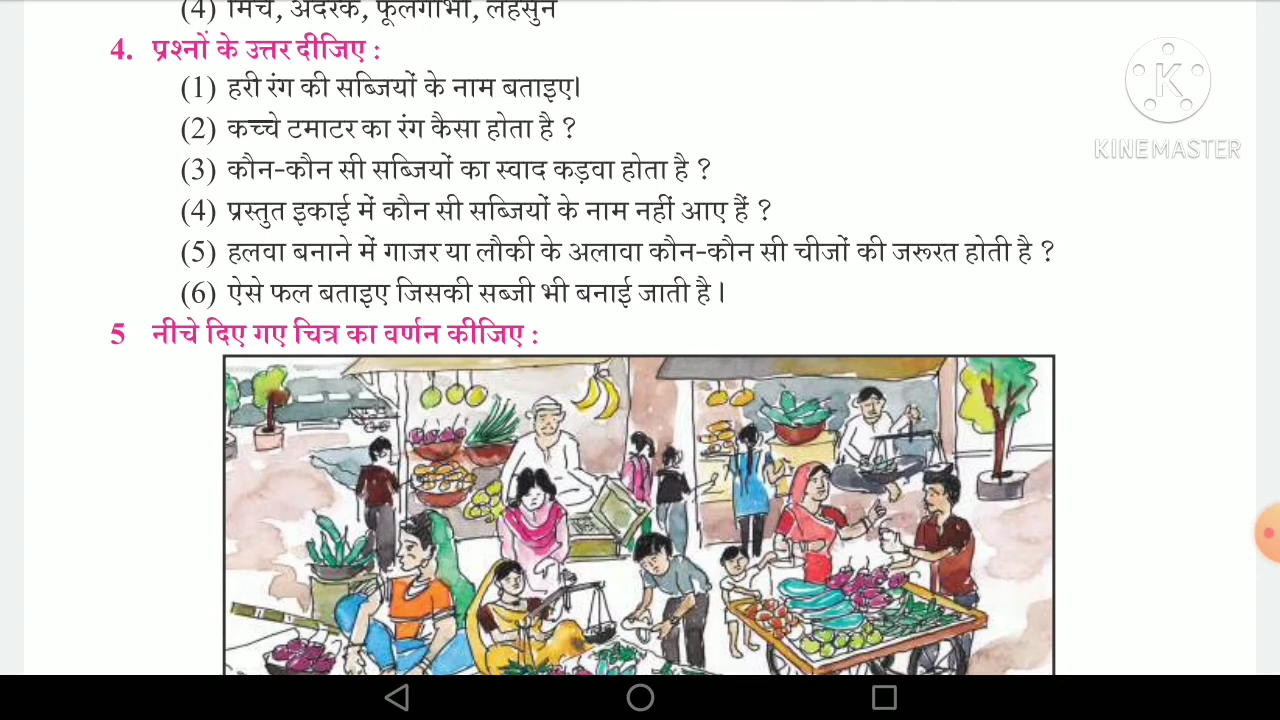 (4) मिर्च, अदरक, फूलगोभी, लहसुन
4. प्रश्नों के उत्तर दीजिए :
(1) हरी रंग की सब्जियों के नाम बताइए।
(2) कच्चे टमाटर का रंग कैसा होता है ?
(3) कौन-कौन सी सब्जियों का स्वाद कड़वा होता है ?
(4) प्रस्तुत इकाई में कौन सी सब्जियों के नाम नहीं आए हैं ?
(5) हलवा बनाने में गाजर या लौकी के अलावा कौन-कौन सी चीजों की जरूरत होती है ?
(6) ऐसे फल बताइए जिसकी सब्जी भी बनाई जाती है।
5 नीचे दिए गए चित्र का वर्णन कीजिए :
K
KINEMASTER